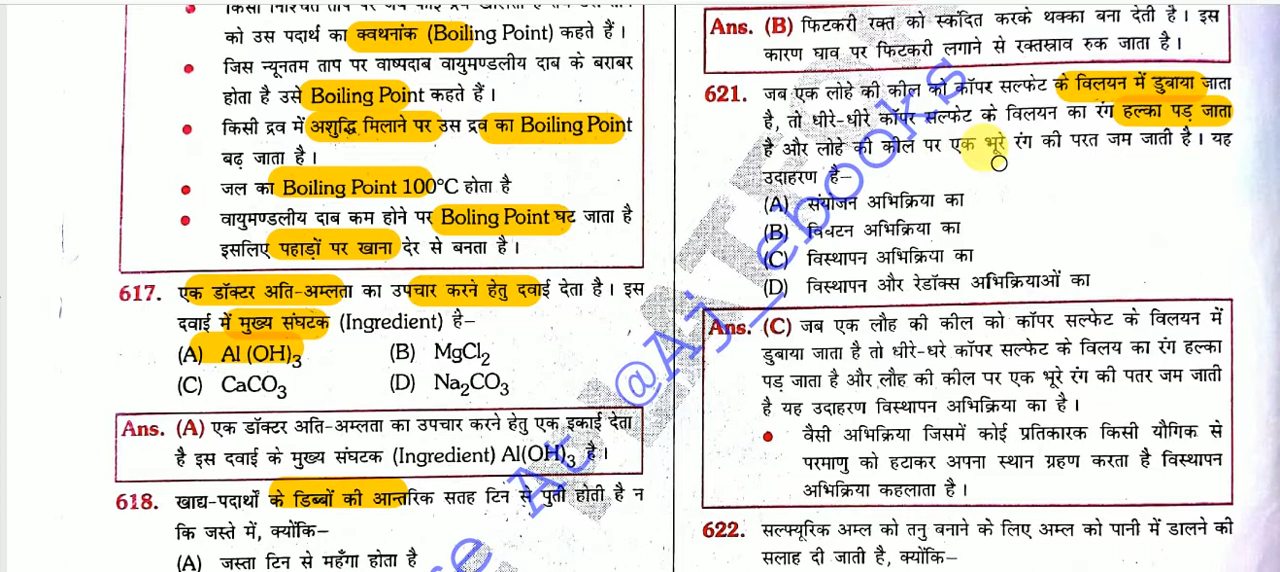 को उस पदार्थ का क्वथनांक (Boiling Point) कहते हैं।
जिस न्यूनतम ताप पर वाष्पदाब वायुमण्डलीय दाब के बराबर
होता है उसे Boiling Point कहते हैं।
किसी द्रव में अशुद्धि मिलाने पर उस द्रव का Boiling Point
बढ़ जाता है।
जल का Boiling Point 100°C होता है
वायुमण्डलीय दाब कम होने पर Boling Point घट जाता है
इसलिए पहाड़ों पर खाना देर से बनता है।
617. एक डॉक्टर अति-अम्लता का उपचार करने हेतु दवाई देता है। इस
दवाई में मुख्य संघटक (Ingredient) है–
(A) Al (OH)₃ (B) MgCl₂
(C) CaCO₃ (D) Na₂CO₃
Ans. (A) एक डॉक्टर अति-अम्लता का उपचार करने हेतु एक इकाई देता
है इस दवाई के मुख्य संघटक (Ingredient) Al(OH)₃ है।
618. खाद्य-पदार्थों के डिब्बों की आन्तरिक सतह टिन से पुती होती है न
कि जस्ते में, क्योंकि–
(A) जस्ता टिन से महँगा होता है
Ans. (B) फिटकरी रक्त को स्कंदित करके थक्का बना देती है। इस
कारण घाव पर फिटकरी लगाने से रक्तस्राव रुक जाता है।
621. जब एक लोहे की कील को कॉपर सल्फेट के विलयन में डुबाया जाता
है, तो धीरे-धीरे कॉपर सल्फेट के विलयन का रंग हल्का पड़ जाता
है और लोहे की कील पर एक भूरे रंग की परत जम जाती है। यह
उदाहरण है–
(A) संयोजन अभिक्रिया का
(B) विघटन अभिक्रिया का
(C) विस्थापन अभिक्रिया का
(D) विस्थापन और रेडॉक्स अभिक्रियाओं का
Ans. (C) जब एक लौह की कील को कॉपर सल्फेट के विलयन में
डुबाया जाता है तो धीरे-धरे कॉपर सल्फेट के विलय का रंग हल्का
पड़ जाता है और लौह की कील पर एक भूरे रंग की पतर जम जाती
है यह उदाहरण विस्थापन अभिक्रिया का है।
वैसी अभिक्रिया जिसमें कोई प्रतिकारक किसी यौगिक से
परमाणु को हटाकर अपना स्थान ग्रहण करता है विस्थापन
अभिक्रिया कहलाता है।
622. सल्फ्यूरिक अम्ल को तनु बनाने के लिए अम्ल को पानी में डालने की
सलाह दी जाती है, क्योंकि–
@Aj_ebooks